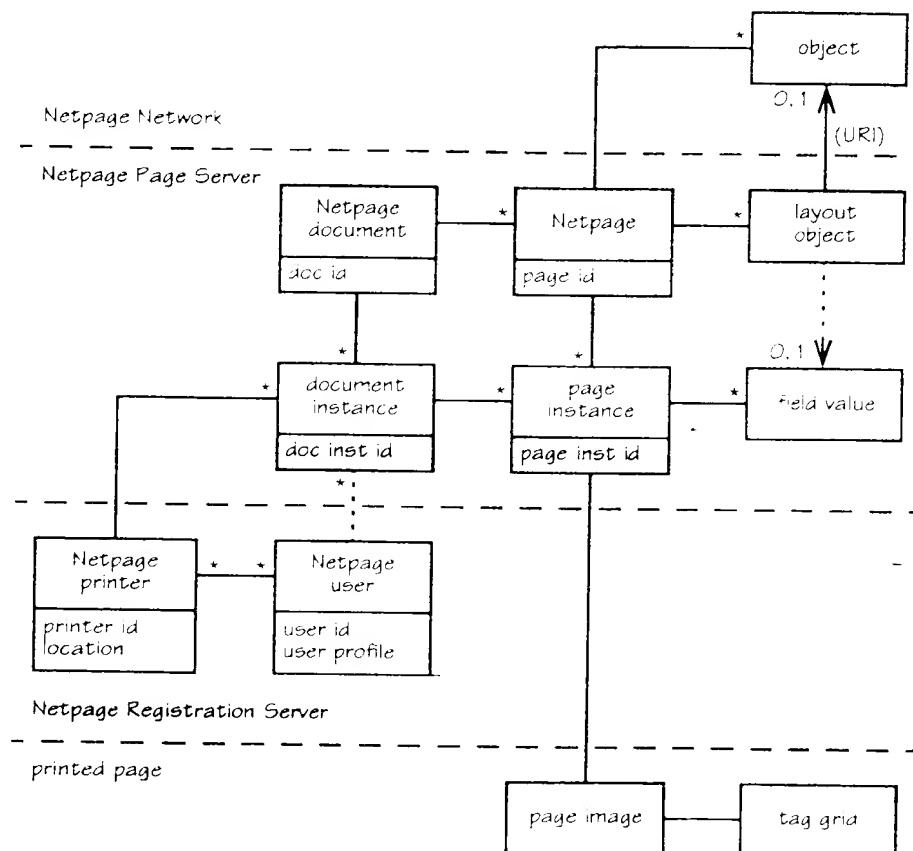 *
object
0, 1
Netpage Network
(URI)
Netpage Page Server
Netpage
document
*
Netpage
*
layout
object
doc id
page id
*
*
0, 1
*
document
instance
*
page
instance
*
field value
doc inst id
page inst id
*
Netpage
printer
*
*
Netpage
user
printer id
location
user id
user profile
Netpage Registration Server
printed page
page image
tag grid